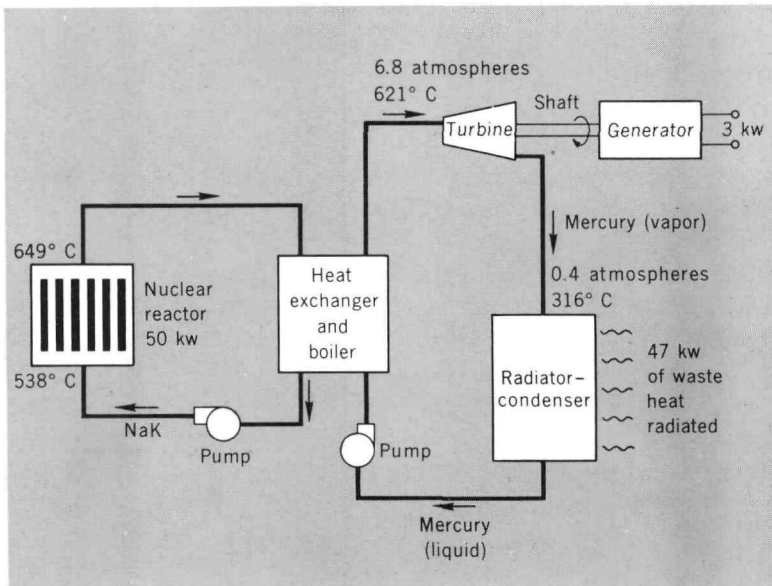 6.8 atmospheres
621° C
Shaft
Turbine
Generator
3 kw
Mercury (vapor)
649° C
Nuclear
reactor
50 kw
538° C
Heat
exchanger
and
boiler
0.4 atmospheres
316° C
Radiator–
condenser
47 kw
of waste
heat
radiated
NaK
Pump
Pump
Mercury
(liquid)